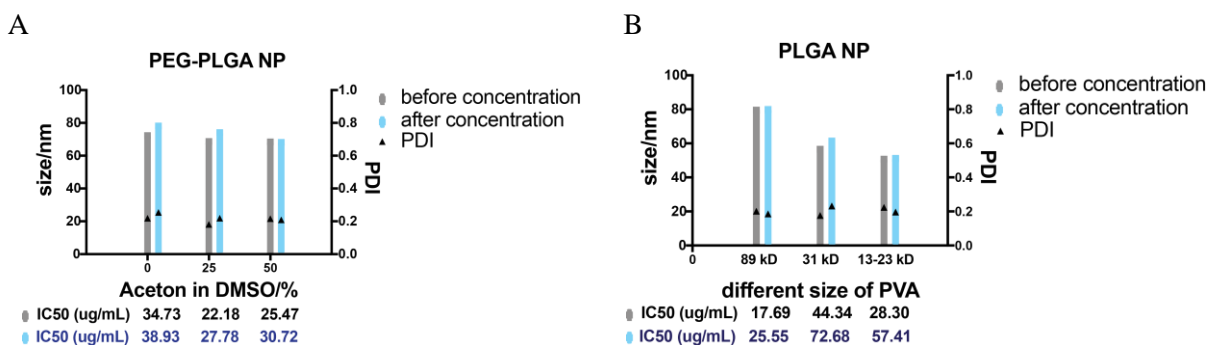 A
PEG-PLGA NP
100
80
60
40
20
0
size/nm
1.0
0.8
0.6
0.4
0.2
0.0
PDI
before concentration
after concentration
PDI
0 25 50
Aceton in DMSO/%
IC50 (ug/mL) 34.73 22.18 25.47
IC50 (ug/mL) 38.93 27.78 30.72
B
PLGA NP
100
80
60
40
20
0
size/nm
1.0
0.8
0.6
0.4
0.2
0.0
PDI
before concentration
after concentration
PDI
0 89 kD 31 kD 13-23 kD
different size of PVA
IC50 (ug/mL) 17.69 44.34 28.30
IC50 (ug/mL) 25.55 72.68 57.41